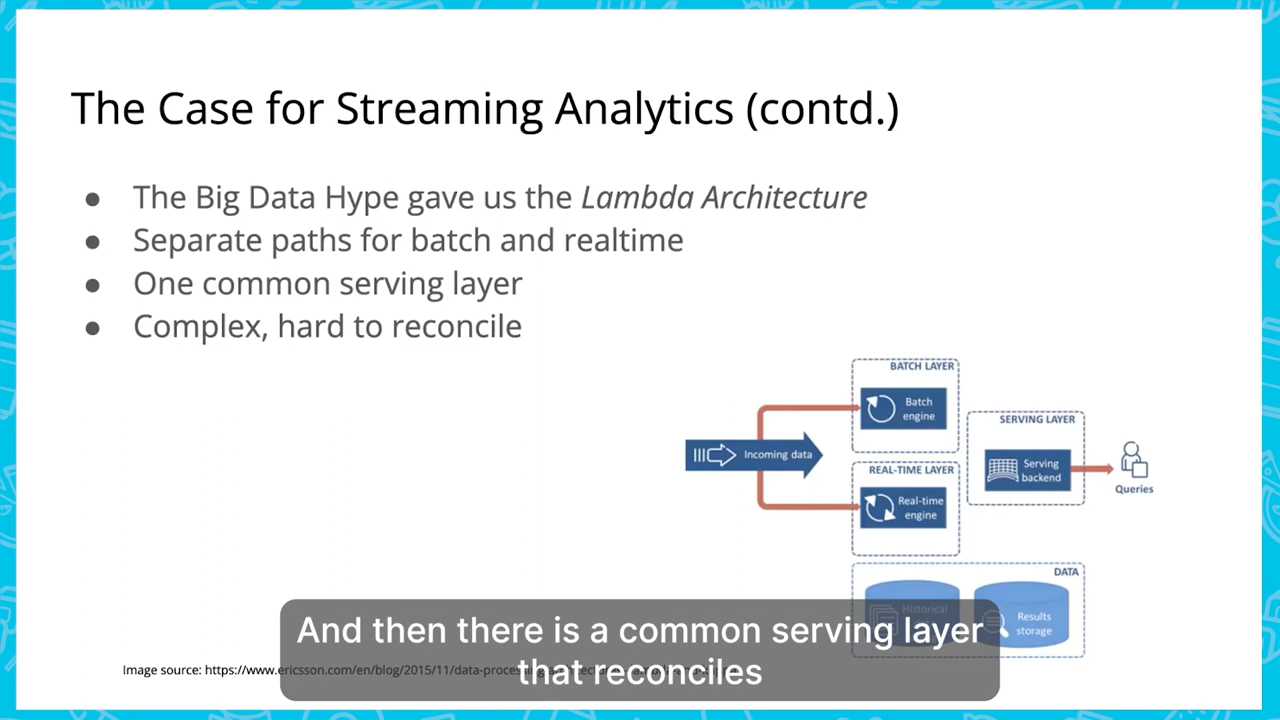 The Case for Streaming Analytics (contd.)
● The Big Data Hype gave us the Lambda Architecture
● Separate paths for batch and realtime
● One common serving layer
● Complex, hard to reconcile
BATCH LAYER
Batch
engine
SERVING LAYER
Incoming data
REAL-TIME LAYER
Serving
backend
Queries
Real-time
engine
DATA
Historical
Results
storage
And then there is a common serving layer
that reconciles
Image source: https://www.ericsson.com/en/blog/2015/11/data-processing